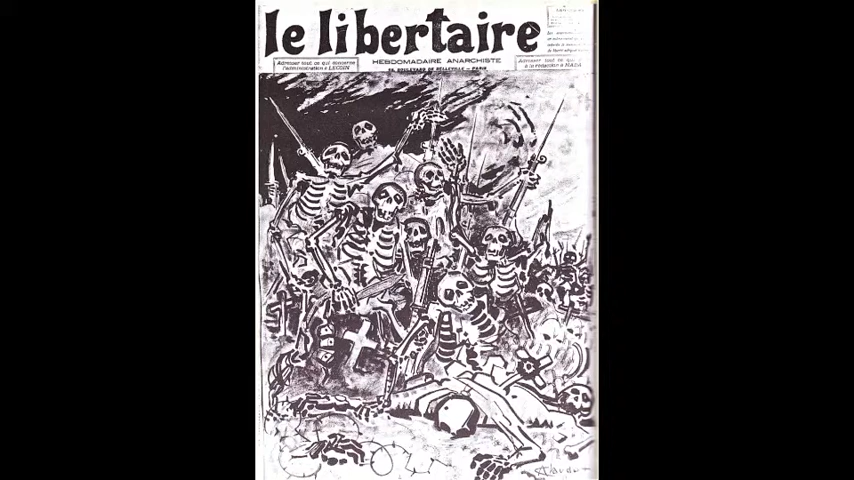 le libertaire
Adresser tout ce qui concerne
l'administration à LECOIN
HEBDOMADAIRE ANARCHISTE
BOULEVARD DE BELLEVILLE — PARIS
Adresser tout ce qui
à la rédaction à